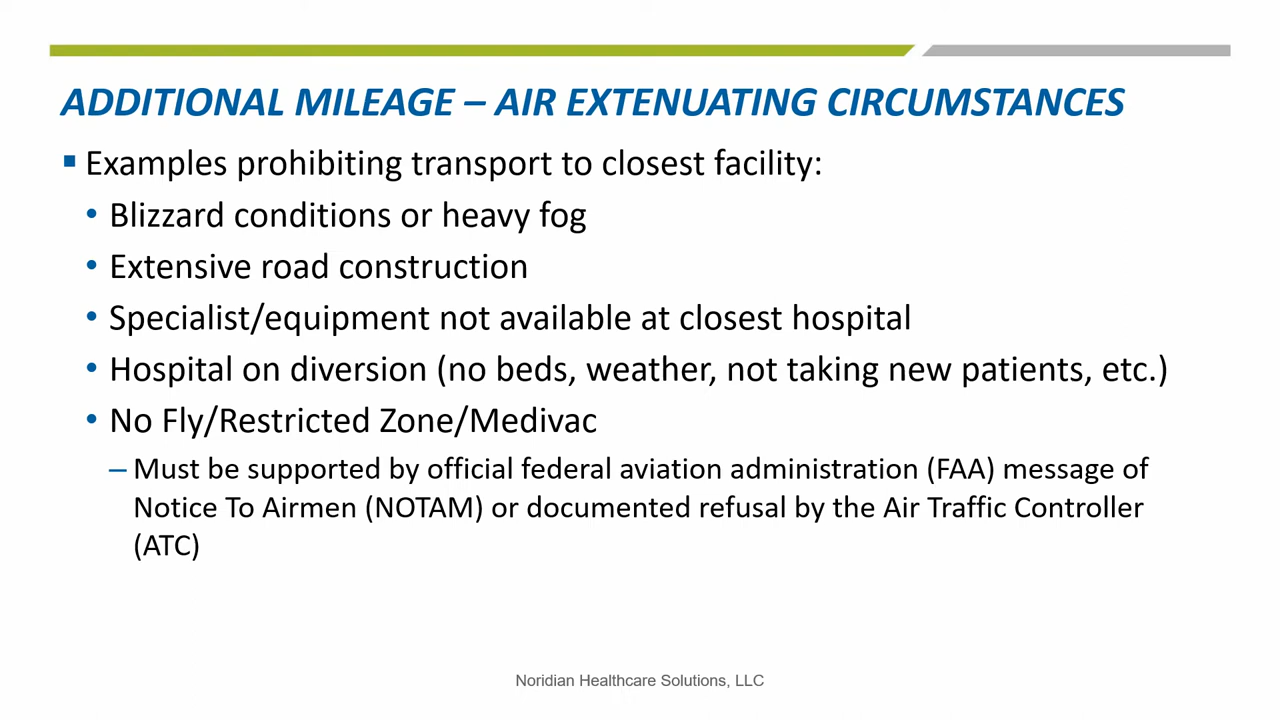 ADDITIONAL MILEAGE – AIR EXTENUATING CIRCUMSTANCES
▪ Examples prohibiting transport to closest facility:
• Blizzard conditions or heavy fog
• Extensive road construction
• Specialist/equipment not available at closest hospital
• Hospital on diversion (no beds, weather, not taking new patients, etc.)
• No Fly/Restricted Zone/Medivac
– Must be supported by official federal aviation administration (FAA) message of
Notice To Airmen (NOTAM) or documented refusal by the Air Traffic Controller
(ATC)
Noridian Healthcare Solutions, LLC